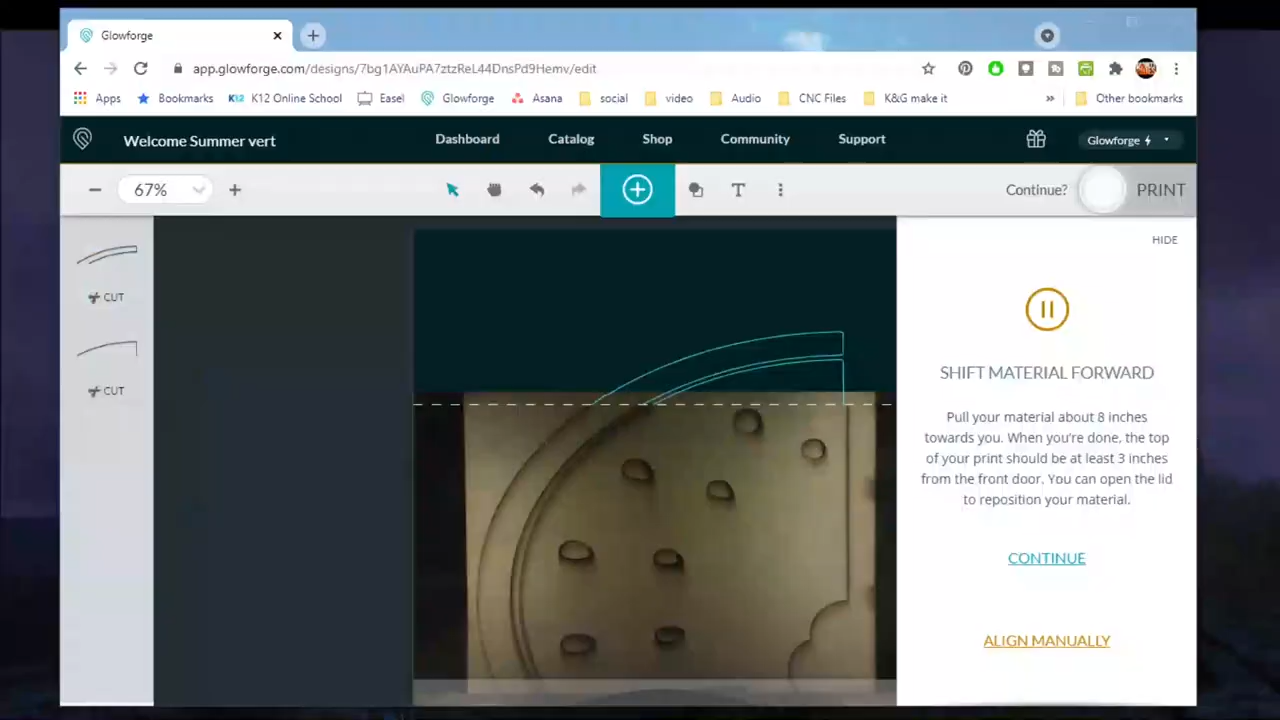 Glowforge
app.glowforge.com/designs/7bg1AYAuPA7ztzReL44DnsPd9Hemv/edit
Apps Bookmarks K12 K12 Online School Easel Glowforge Asana social video Audio CNC Files K&G make it » Other bookmarks
Welcome Summer vert Dashboard Catalog Shop Community Support Glowforge
67% T Continue? PRINT
HIDE
CUT
CUT
SHIFT MATERIAL FORWARD
Pull your material about 8 inches
towards you. When you're done, the top
of your print should be at least 3 inches
from the front door. You can open the lid
to reposition your material.
CONTINUE
ALIGN MANUALLY